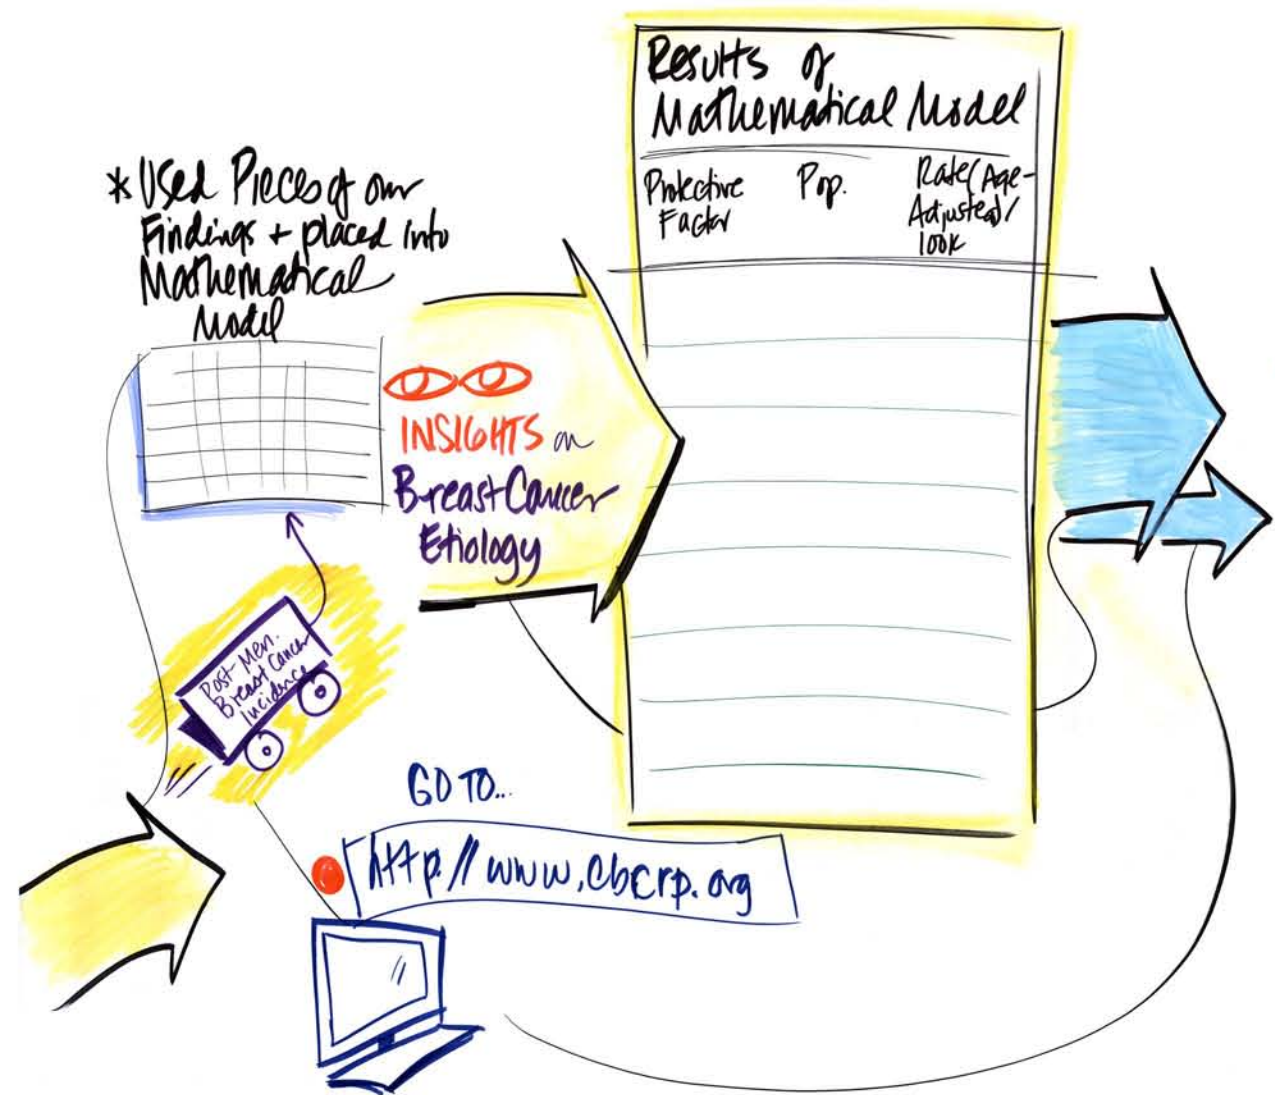 * Used Pieces of our
Findings + placed into
Mathematical
Model
INSIGHTS on
Breast Cancer
Etiology
Results of
Mathematical Model
Protective
Factor
Pop.
Rate (Age-
Adjusted)/
100K
Post-Men.
Breast Cancer
Incidence
GO TO...
http://www.cbcrp.org